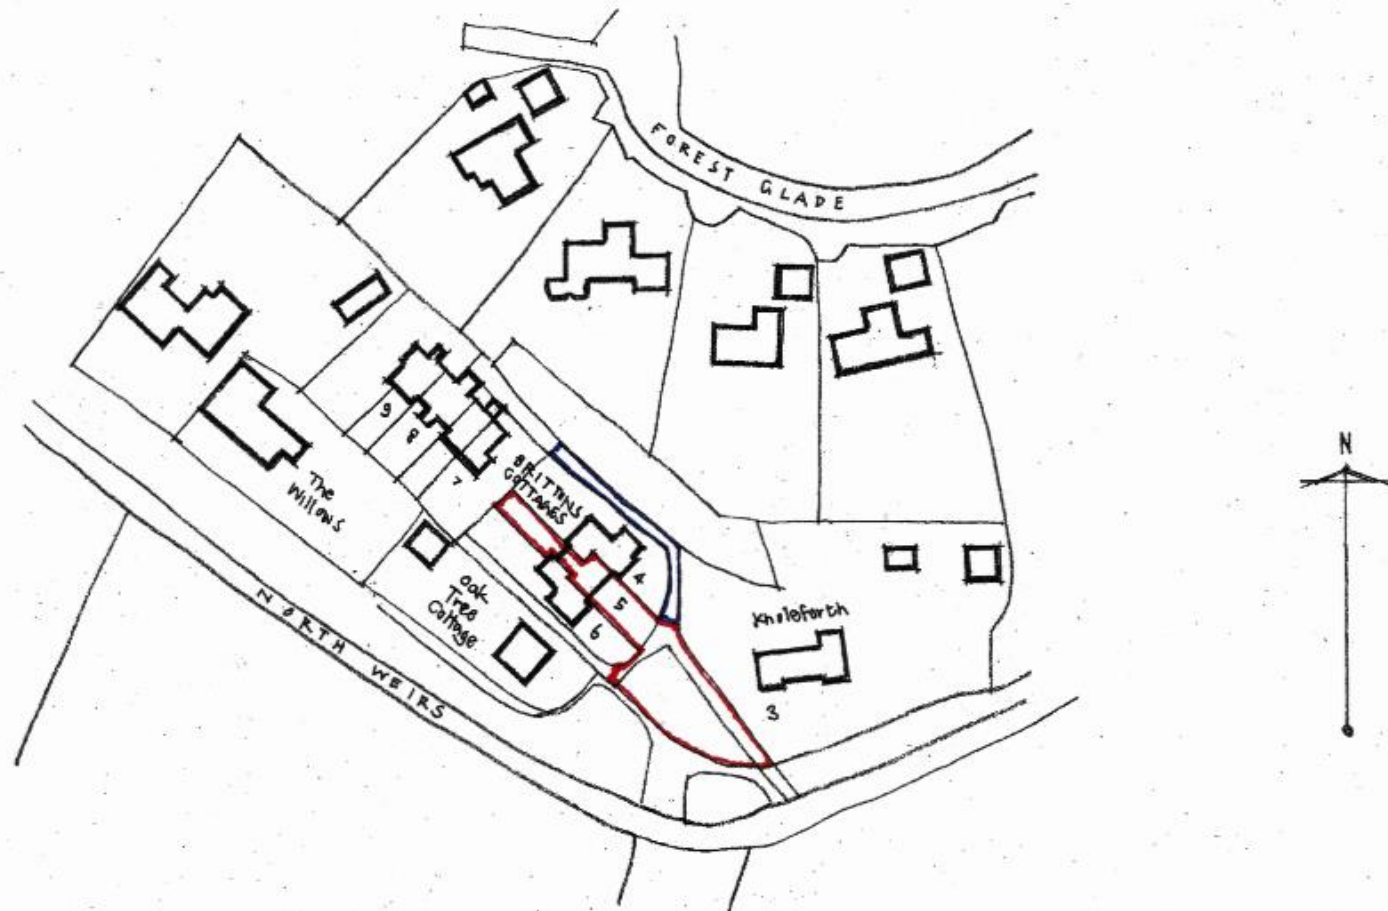 FOREST GLADE
N
9
8
7
BRITTONS
COTTAGES
The
Willows
4
5
6
Oak
Tree
Cottage
Knoleforth
3
NORTH WEIRS